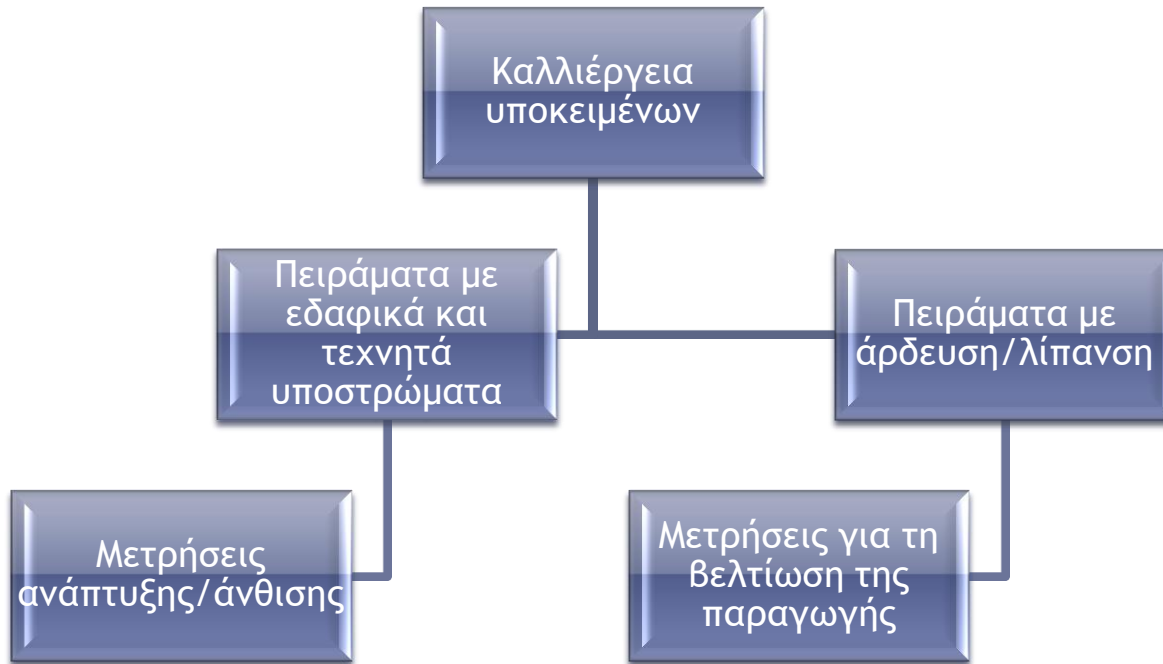 Καλλιέργεια
υποκειμένων
Πειράματα με
εδαφικά και
τεχνητά
υποστρώματα
Πειράματα με
άρδευση/λίπανση
Μετρήσεις
ανάπτυξης/άνθισης
Μετρήσεις για τη
βελτίωση της
παραγωγής